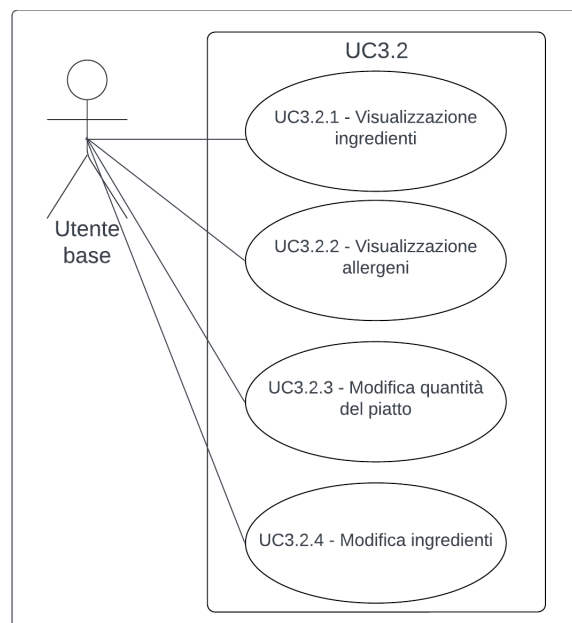 UC3.2
UC3.2.1 - Visualizzazione
ingredienti
Utente
base
UC3.2.2 - Visualizzazione
allergeni
UC3.2.3 - Modifica quantità
del piatto
UC3.2.4 - Modifica ingredienti